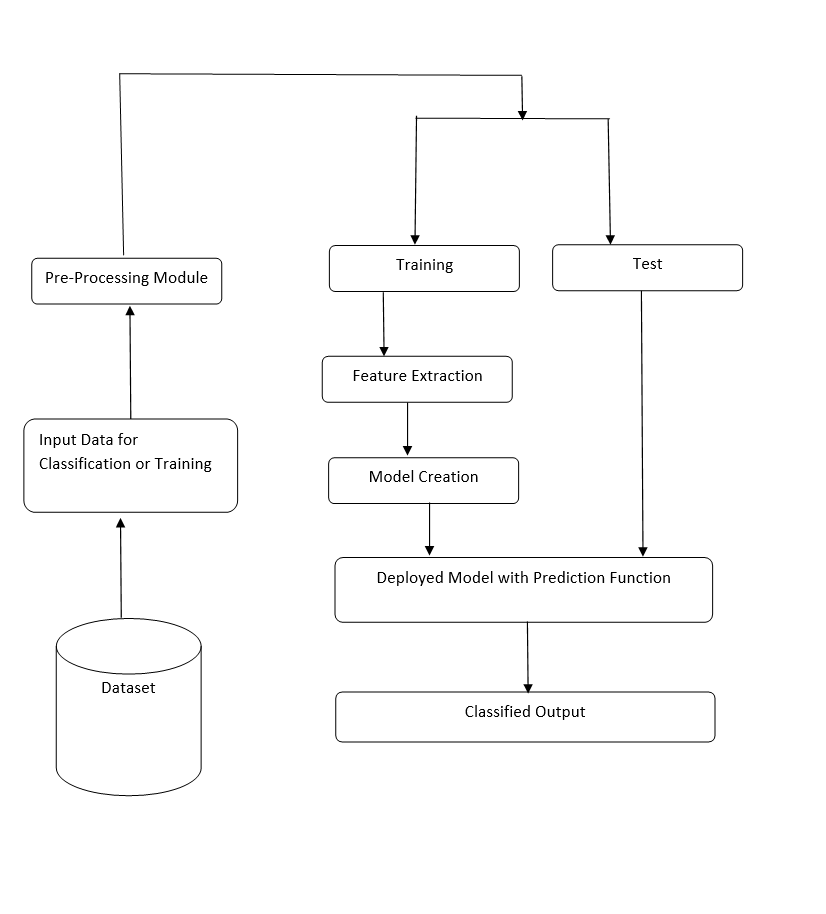 Pre-Processing Module
Training
Test
Feature Extraction
Input Data for
Classification or Training
Model Creation
Deployed Model with Prediction Function
Dataset
Classified Output